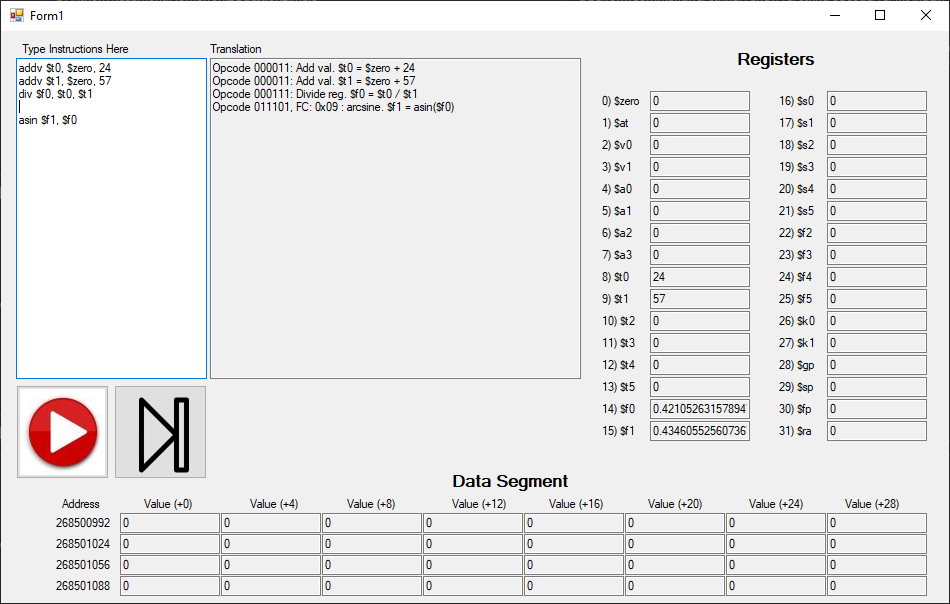 Form1
Type Instructions Here
addv $t0, $zero, 24
addv $t1, $zero, 57
div $f0, $t0, $t1
asin $f1, $f0
Translation
Opcode 000011: Add val. $t0 = $zero + 24
Opcode 000011: Add val. $t1 = $zero + 57
Opcode 000111: Divide reg. $f0 = $t0 / $t1
Opcode 011101, FC: 0x09 : arcsine. $f1 = asin($f0)
Registers
0) $zero 0 16) $s0 0
1) $at 0 17) $s1 0
2) $v0 0 18) $s2 0
3) $v1 0 19) $s3 0
4) $a0 0 20) $s4 0
5) $a1 0 21) $s5 0
6) $a2 0 22) $f2 0
7) $a3 0 23) $f3 0
8) $t0 24 24) $f4 0
9) $t1 57 25) $f5 0
10) $t2 0 26) $k0 0
11) $t3 0 27) $k1 0
12) $t4 0 28) $gp 0
13) $t5 0 29) $sp 0
14) $f0 0.42105263157894 30) $fp 0
15) $f1 0.43460552560736 31) $ra 0
Data Segment
Address Value (+0) Value (+4) Value (+8) Value (+12) Value (+16) Value (+20) Value (+24) Value (+28)
268500992 0 0 0 0 0 0 0 0
268501024 0 0 0 0 0 0 0 0
268501056 0 0 0 0 0 0 0 0
268501088 0 0 0 0 0 0 0 0